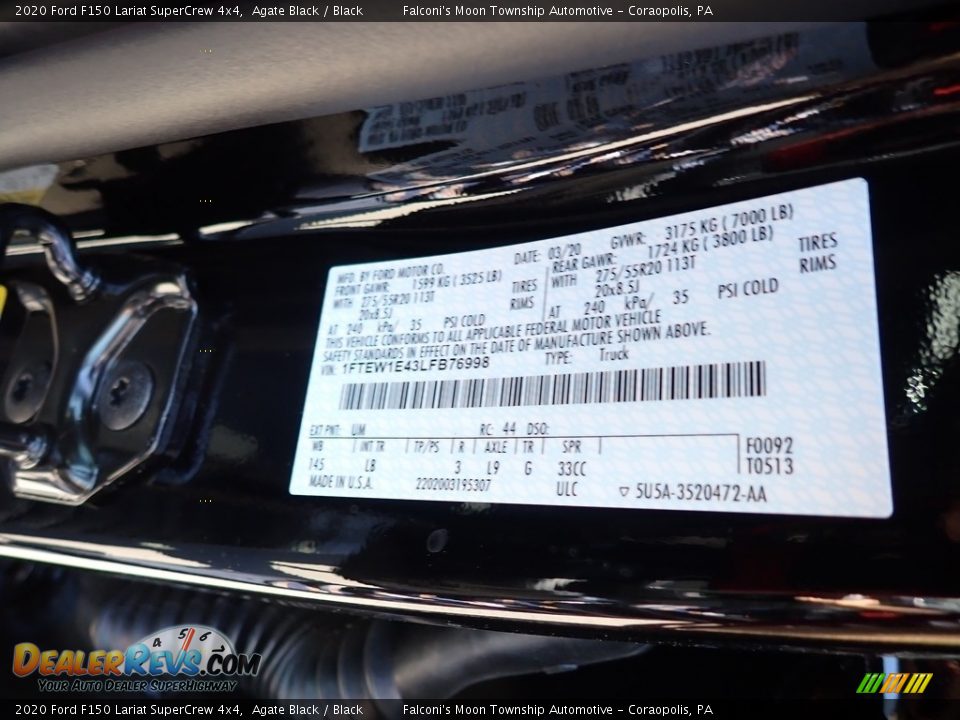 2020 Ford F150 Lariat SuperCrew 4x4, Agate Black / Black Falconi's Moon Township Automotive - Coraopolis, PA
MFD. BY FORD MOTOR CO. DATE: 03/20 GVWR: 3175 KG ( 7000 LB)
FRONT GAWR: 1599 KG ( 3525 LB) REAR GAWR: 1724 KG ( 3800 LB)
WITH 275/55R20 113T TIRES WITH 275/55R20 113T TIRES
20x8.5J RIMS 20x8.5J RIMS
AT 240 kPa/ 35 PSI COLD AT 240 kPa/ 35 PSI COLD
THIS VEHICLE CONFORMS TO ALL APPLICABLE FEDERAL MOTOR VEHICLE
SAFETY STANDARDS IN EFFECT ON THE DATE OF MANUFACTURE SHOWN ABOVE.
VIN: 1FTEW1E43LFB76998 TYPE: Truck
EXT PNT: UM RC: 44 DSO:
WB INT TR TP/PS R AXLE TR SPR F0092
145 LB 3 L9 G 33CC T0513
MADE IN U.S.A. 2202003195307 ULC 5U5A-3520472-AA
4 5 6
DEALERREVS.COM
YOUR AUTO DEALER SUPERHIGHWAY
2020 Ford F150 Lariat SuperCrew 4x4, Agate Black / Black Falconi's Moon Township Automotive - Coraopolis, PA